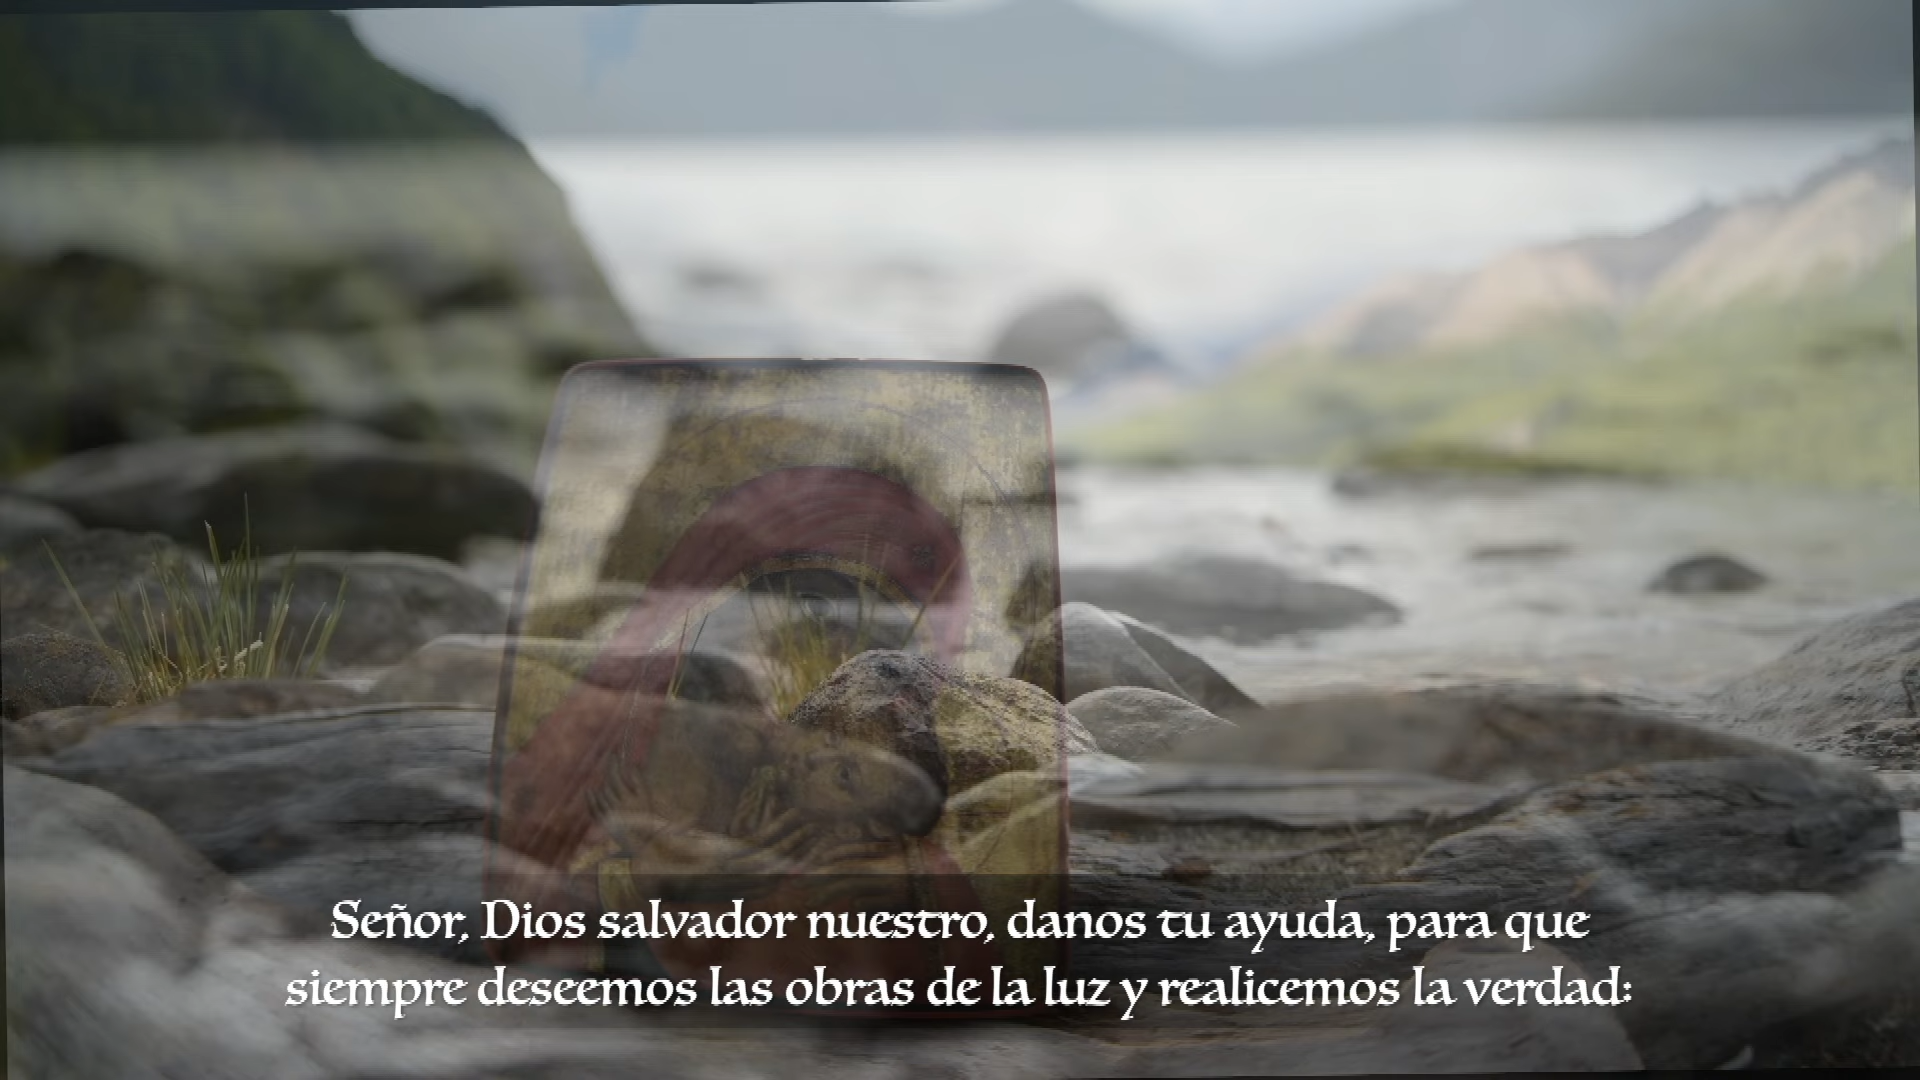 Señor, Dios salvador nuestro, danos tu ayuda, para que
siempre deseemos las obras de la luz y realicemos la verdad: